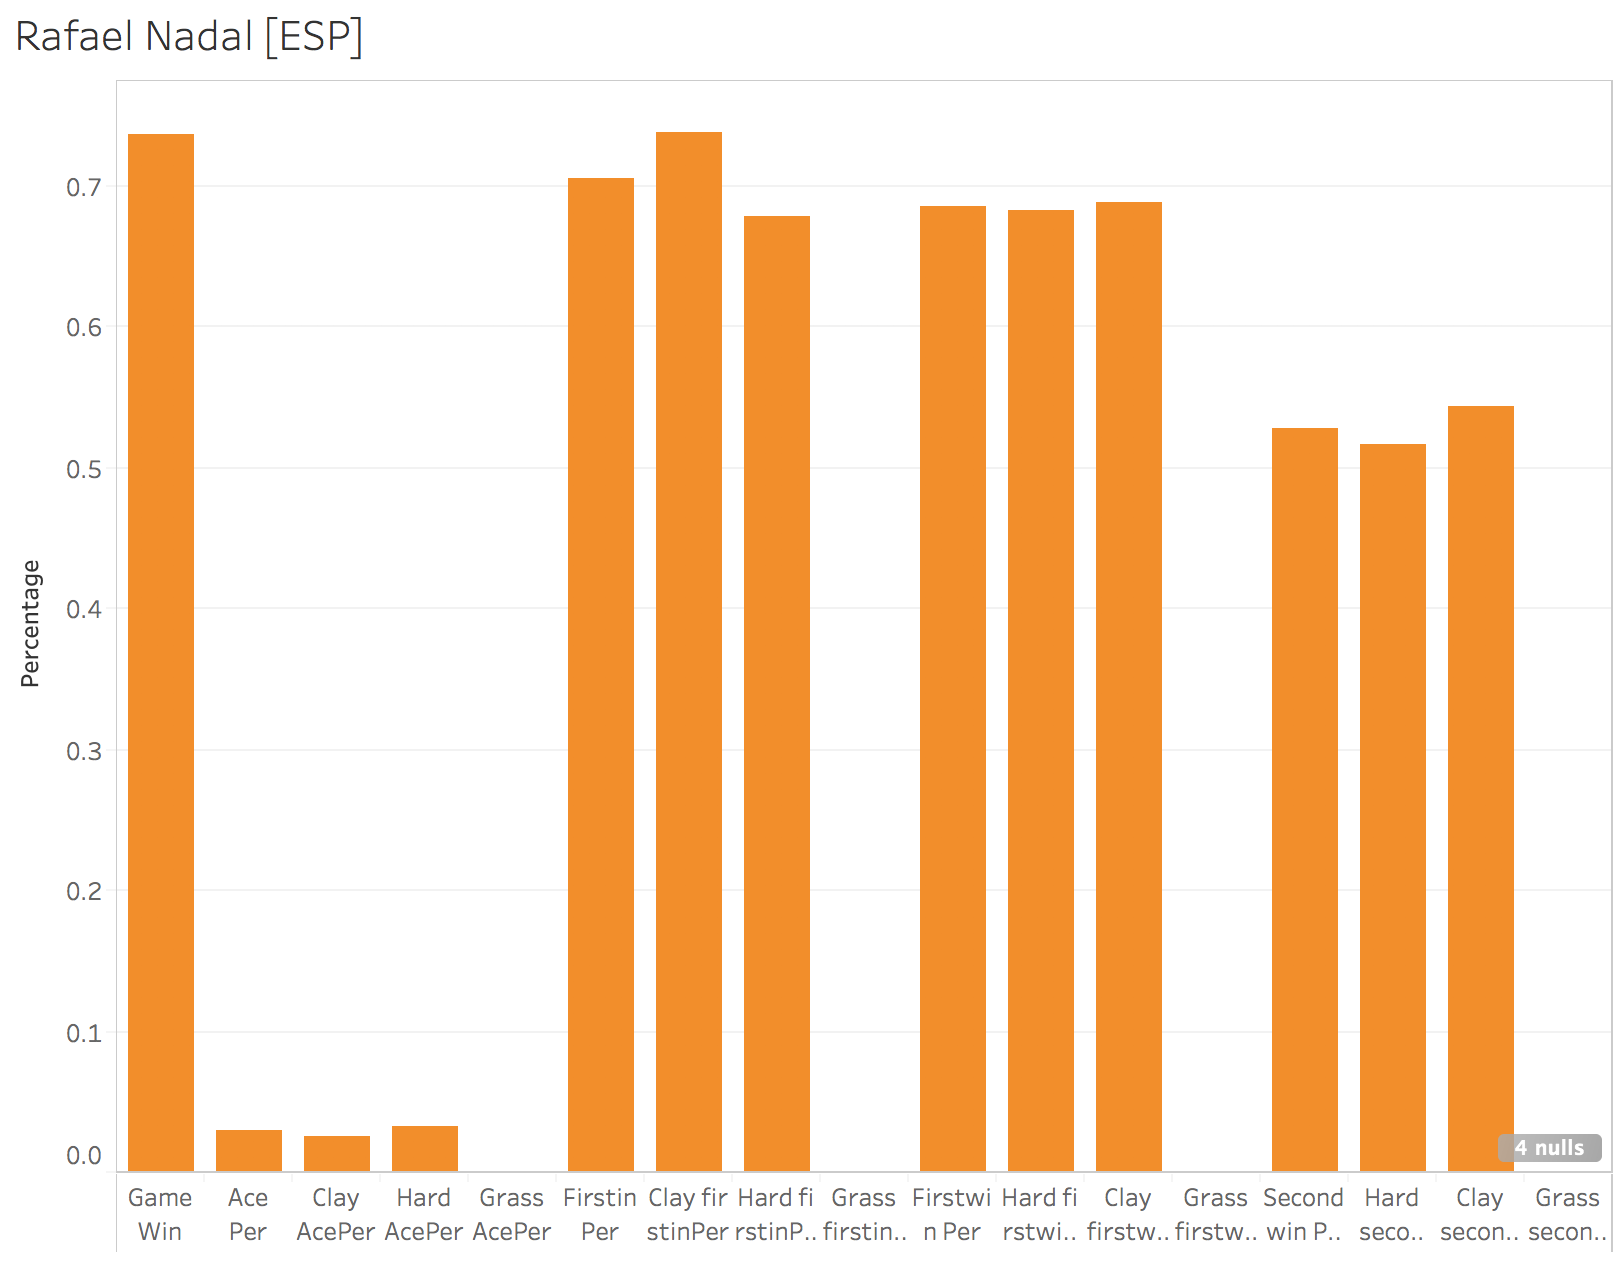 Rafael Nadal [ESP]
0.7
0.6
0.5
0.4
0.3
0.2
0.1
0.0
Percentage
4 nulls
Game Ace Clay Hard Grass Firstin Clay fir Hard fi Grass Firstwi Hard fi Clay Grass Second Hard Clay Grass
Win Per AcePer AcePer AcePer Per stinPer rstinP.. firstin.. n Per rstwi.. firstw.. firstw.. win P.. seco.. secon.. secon..